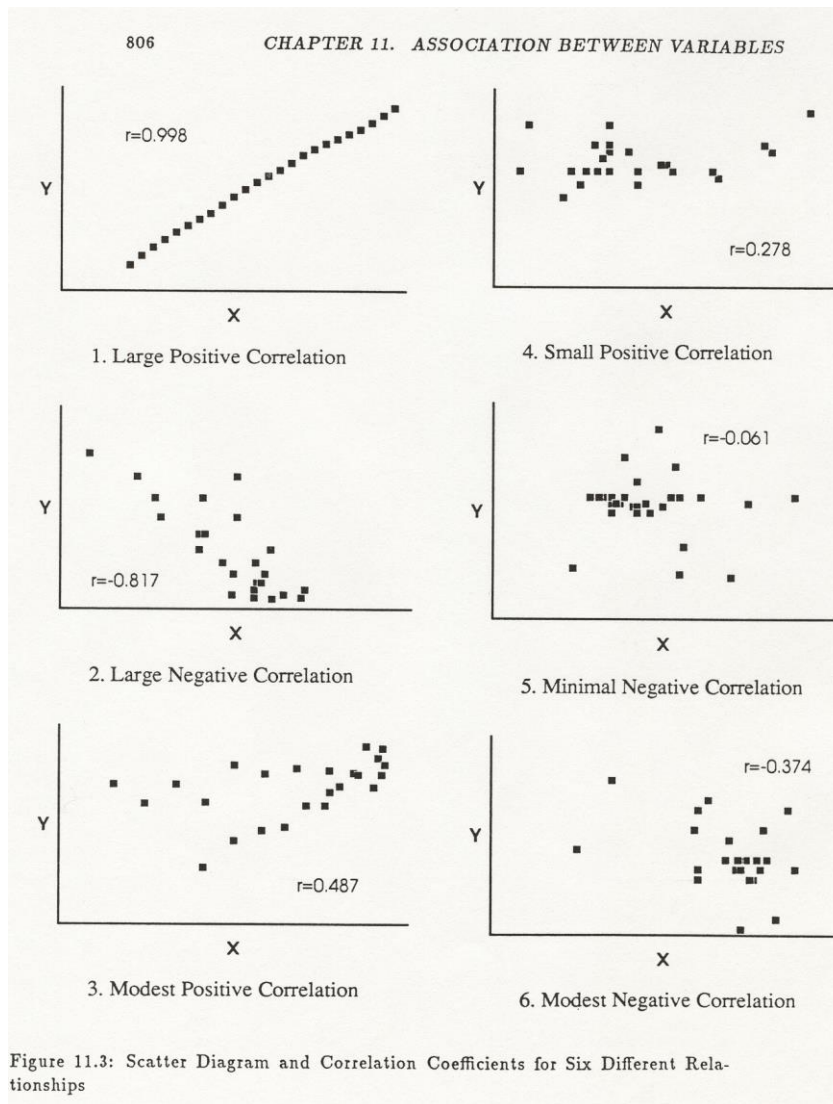 806 CHAPTER 11. ASSOCIATION BETWEEN VARIABLES
r=0.998
Y
X
1. Large Positive Correlation
Y
r=0.278
X
4. Small Positive Correlation
Y
r=-0.817
X
2. Large Negative Correlation
r=-0.061
Y
X
5. Minimal Negative Correlation
Y
r=0.487
X
3. Modest Positive Correlation
r=-0.374
Y
X
6. Modest Negative Correlation
Figure 11.3: Scatter Diagram and Correlation Coefficients for Six Different Rela-
tionships